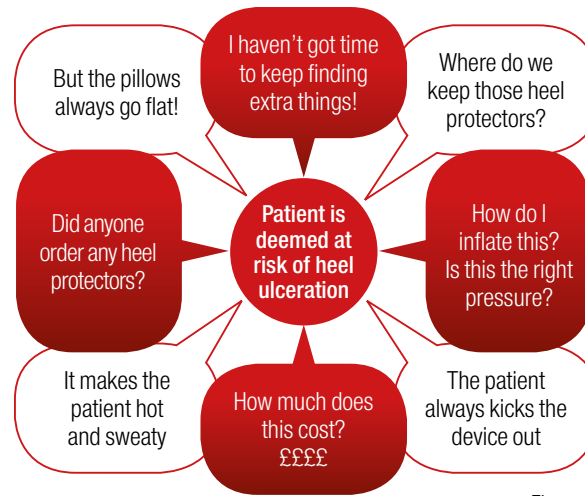 But the pillows
always go flat!
I haven't got time
to keep finding
extra things!
Where do we
keep those heel
protectors?
Did anyone
order any heel
protectors?
Patient is
deemed at
risk of heel
ulceration
How do I
inflate this?
Is this the right
pressure?
It makes the
patient hot
and sweaty
How much does
this cost?
££££
The patient
always kicks the
device out